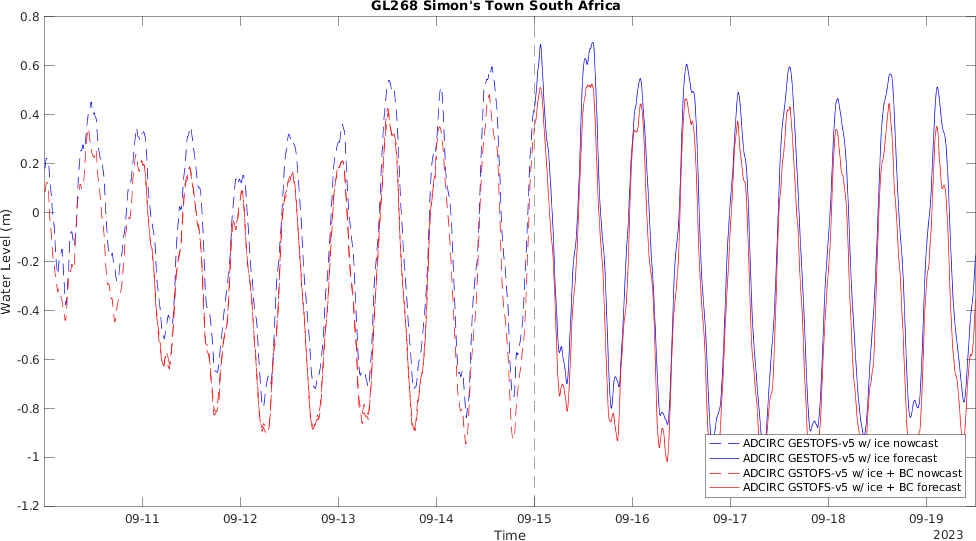 GL268 Simon's Town South Africa
0.8
0.6
0.4
0.2
0
-0.2
-0.4
-0.6
-0.8
-1
-1.2
Water Level (m)
ADCIRC GESTOFS-v5 w/ ice nowcast
ADCIRC GESTOFS-v5 w/ ice forecast
ADCIRC GSTOFS-v5 w/ ice + BC nowcast
ADCIRC GSTOFS-v5 w/ ice + BC forecast
09-11 09-12 09-13 09-14 09-15 09-16 09-17 09-18 09-19
Time
2023